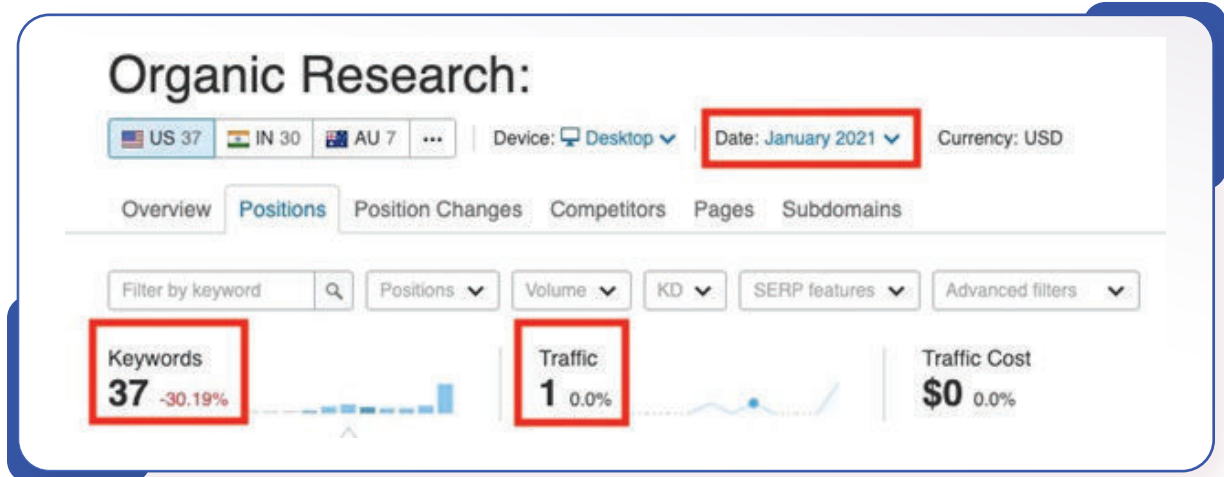 Organic Research:
US 37 IN 30 AU 7 ... Device: Desktop Date: January 2021 Currency: USD
Overview Positions Position Changes Competitors Pages Subdomains
Filter by keyword Positions Volume KD SERP features Advanced filters
Keywords Traffic Traffic Cost
37 -30.19% 1 0.0% $0 0.0%